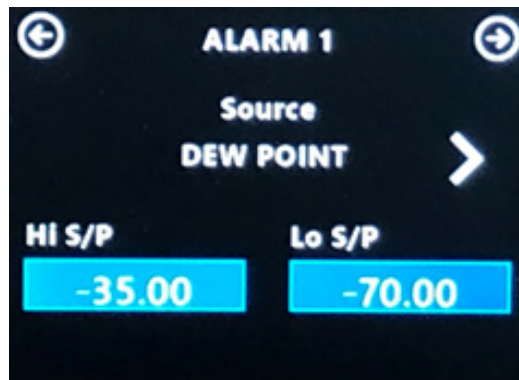 ALARM 1
Source
DEW POINT
Hi S/P Lo S/P
-35.00 -70.00